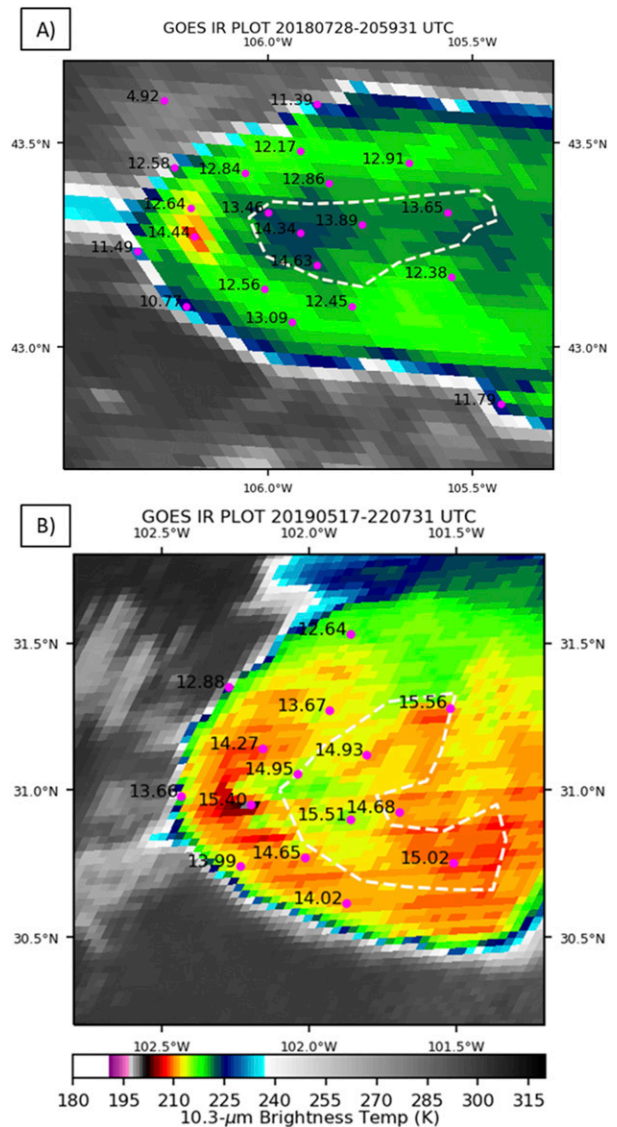 A)
GOES IR PLOT 20180728-205931 UTC
106.0°W 105.5°W
4.92
11.39
43.5°N 43.5°N
12.17
12.91
12.58
12.84
12.86
12.64
13.46
13.89
13.65
14.44
14.34
11.49
14.63
12.38
12.56
10.77
12.45
13.09
43.0°N 43.0°N
11.79
106.0°W 105.5°W
B)
GOES IR PLOT 20190517-220731 UTC
102.5°W 102.0°W 101.5°W
12.64
31.5°N 31.5°N
12.88
13.67
15.56
14.27
14.93
14.95
13.66
31.0°N 31.0°N
15.40
14.68
15.51
14.65
13.99
15.02
14.02
30.5°N 30.5°N
102.5°W 102.0°W 101.5°W
180 195 210 225 240 255 270 285 300 315
10.3-μm Brightness Temp (K)